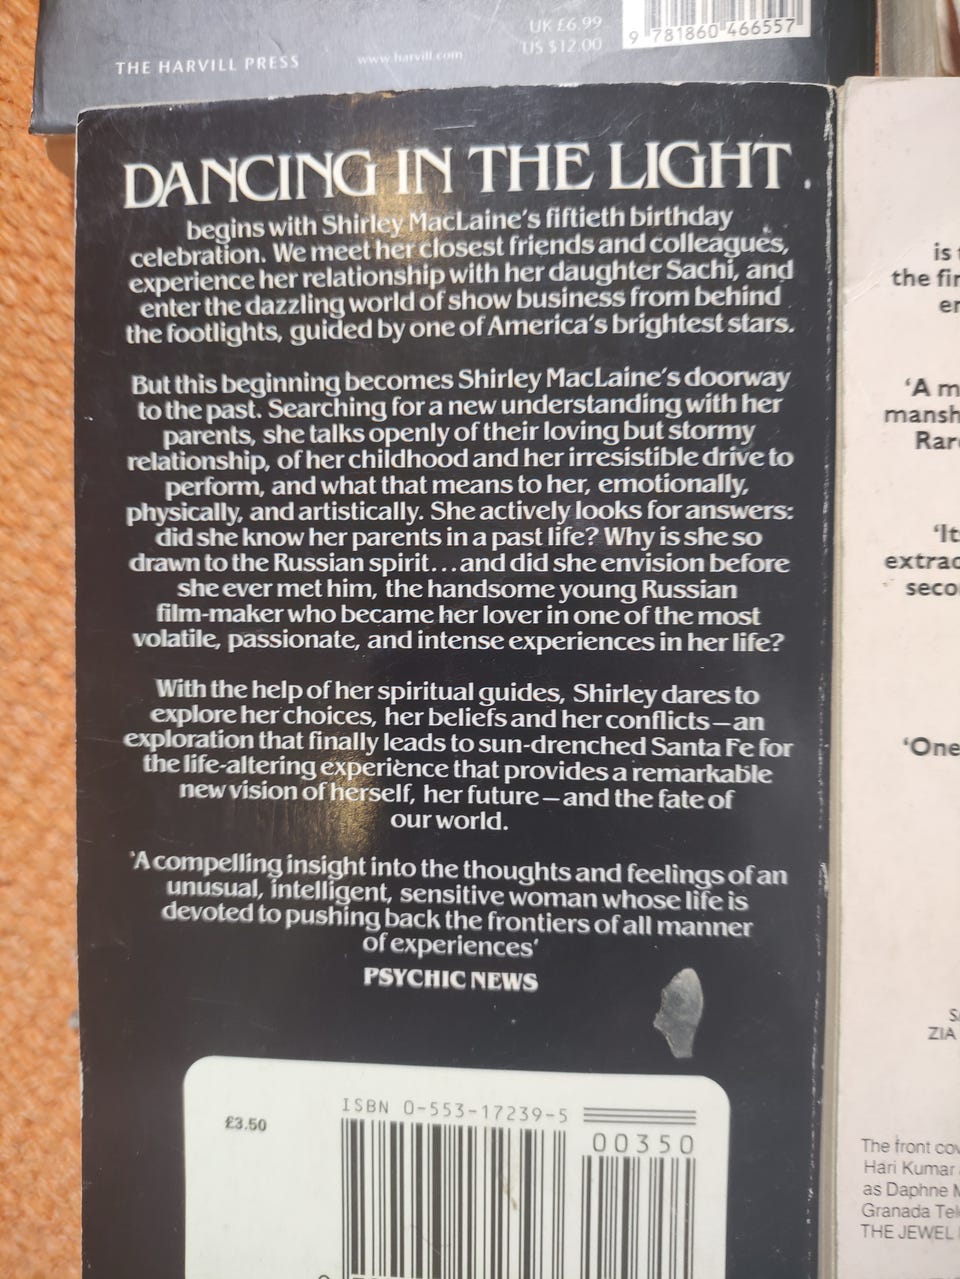 UK £6.99
US $12.00
THE HARVILL PRESS
www.harvill.com
9 781860 466557
DANCING IN THE LIGHT
begins with Shirley MacLaine's fiftieth birthday
celebration. We meet her closest friends and colleagues,
experience her relationship with her daughter Sachi, and
enter the dazzling world of show business from behind
the footlights, guided by one of America's brightest stars.
But this beginning becomes Shirley MacLaine's doorway
to the past. Searching for a new understanding with her
parents, she talks openly of their loving but stormy
relationship, of her childhood and her irresistible drive to
perform, and what that means to her, emotionally,
physically, and artistically. She actively looks for answers:
did she know her parents in a past life? Why is she so
drawn to the Russian spirit...and did she envision before
she ever met him, the handsome young Russian
film-maker who became her lover in one of the most
volatile, passionate, and intense experiences in her life?
With the help of her spiritual guides, Shirley dares to
explore her choices, her beliefs and her conflicts—an
exploration that finally leads to sun-drenched Santa Fe for
the life-altering experience that provides a remarkable
new vision of herself, her future—and the fate of
our world.
'A compelling insight into the thoughts and feelings of an
unusual, intelligent, sensitive woman whose life is
devoted to pushing back the frontiers of all manner
of experiences'
PSYCHIC NEWS
£3.50
ISBN 0-553-17239-5
00350
is
the
'A
'One
ZIA
The front
Hari Kumar
as Daphne
Granada
THE JEWEL